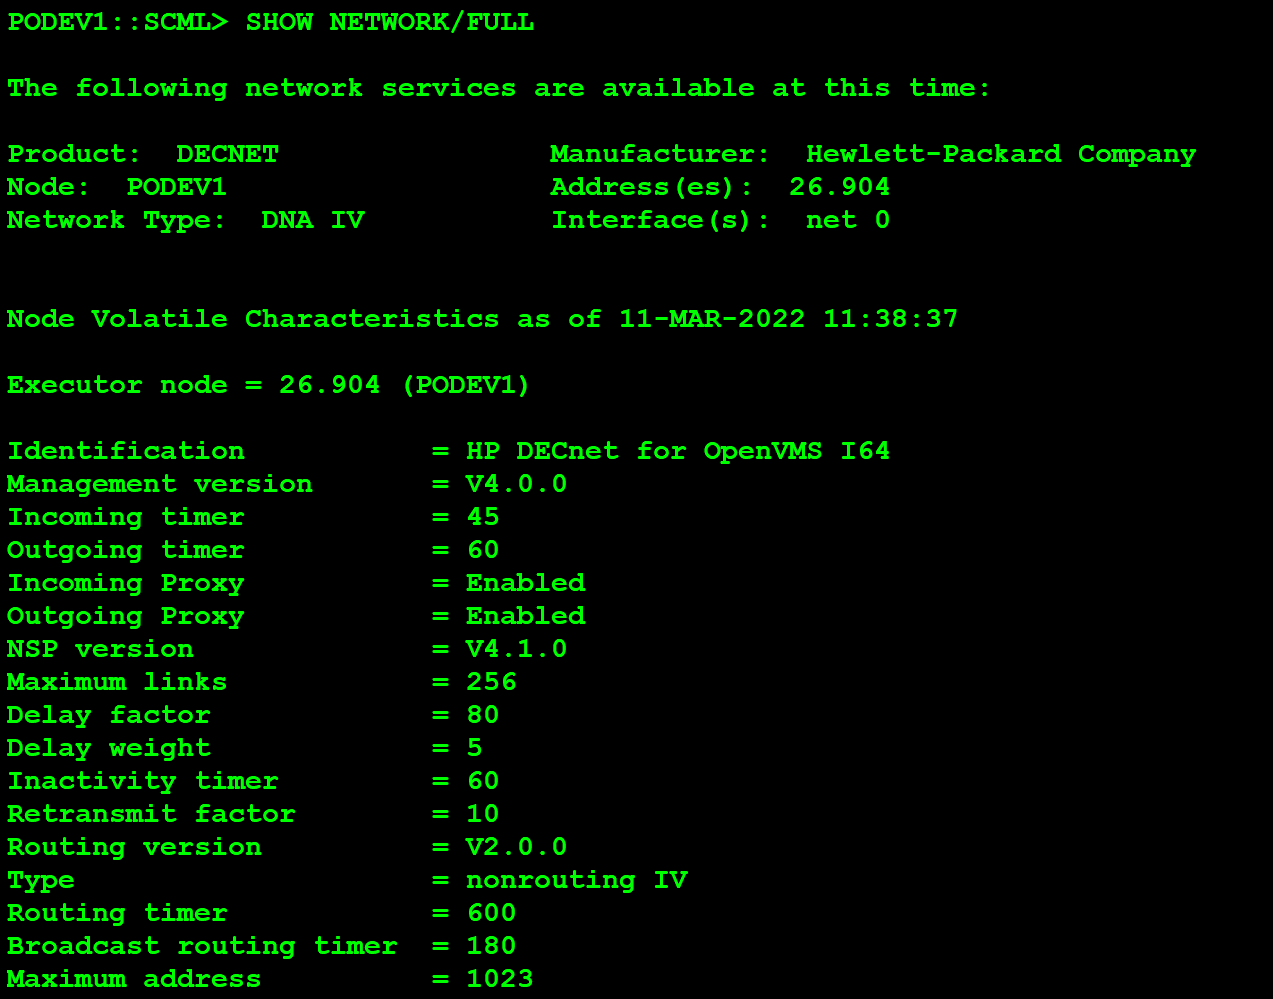 PODEV1::SCML> SHOW NETWORK/FULL
The following network services are available at this time:
Product:  DECNET                Manufacturer:  Hewlett-Packard Company
Node:  PODEV1                   Address(es):  26.904
Network Type:  DNA IV           Interface(s):  net 0
Node Volatile Characteristics as of 11-MAR-2022 11:38:37
Executor node = 26.904 (PODEV1)
Identification           = HP DECnet for OpenVMS I64
Management version       = V4.0.0
Incoming timer           = 45
Outgoing timer           = 60
Incoming Proxy           = Enabled
Outgoing Proxy           = Enabled
NSP version              = V4.1.0
Maximum links            = 256
Delay factor             = 80
Delay weight             = 5
Inactivity timer         = 60
Retransmit factor        = 10
Routing version          = V2.0.0
Type                     = nonrouting IV
Routing timer            = 600
Broadcast routing timer  = 180
Maximum address          = 1023